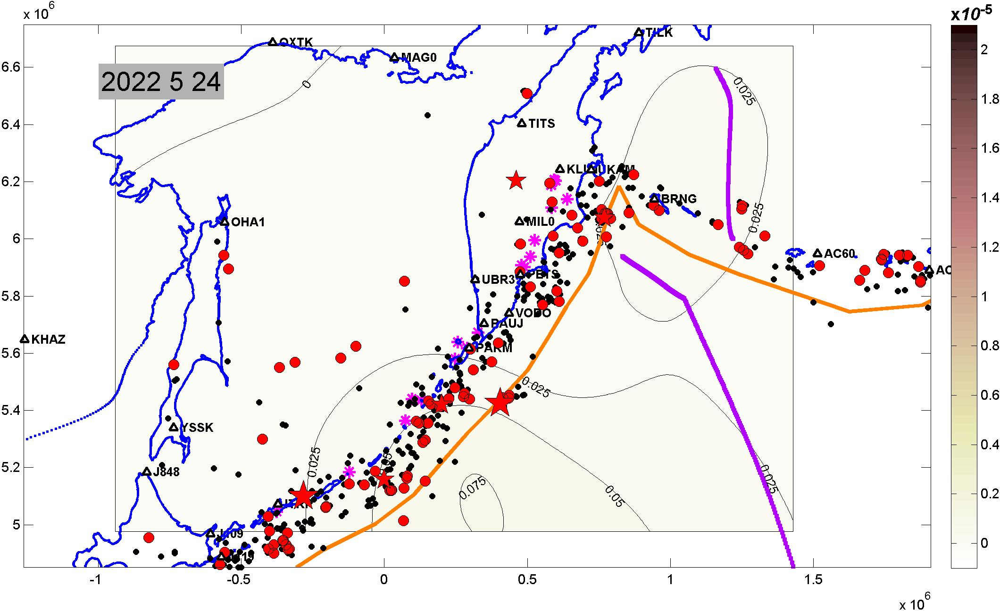 x 10^6
x10^-5
TILK
OXTK
MAG0
6.6
2022 5 24
0
0.025
TITS
6.4
KLU
UKAM
6.2
BRNG
OHA1
MIL0
0.025
6
AC60
AC
UBR3
PETS
5.8
VODO
PAUJ
KHAZ
PARM
5.6
0.025
5.4
YSSK
0.025
5.2
J848
0.075
0.05
0.025
5
-1
-0.5
0
0.5
1
1.5
x 10^6
2
1.8
1.6
1.4
1.2
1
0.8
0.6
0.4
0.2
0